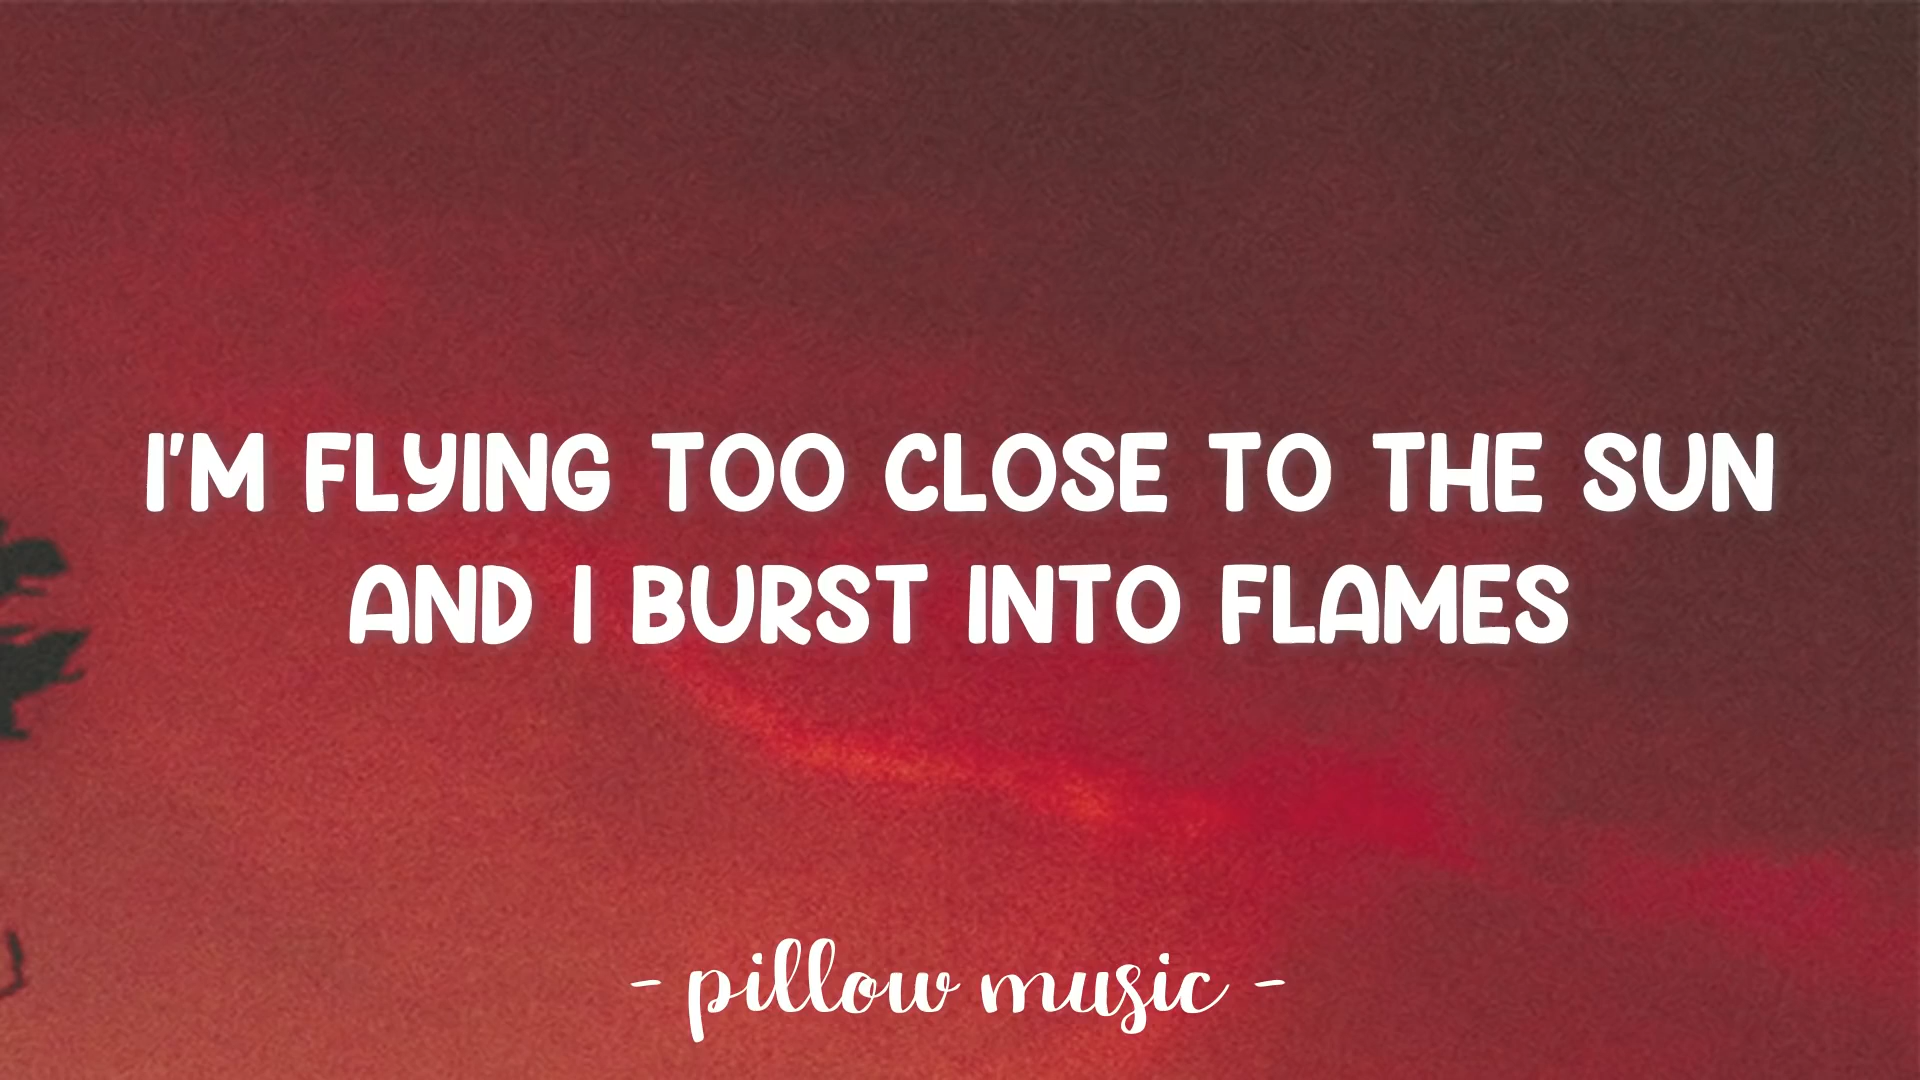 I'M FLYING TOO CLOSE TO THE SUN
AND I BURST INTO FLAMES
- pillow music -